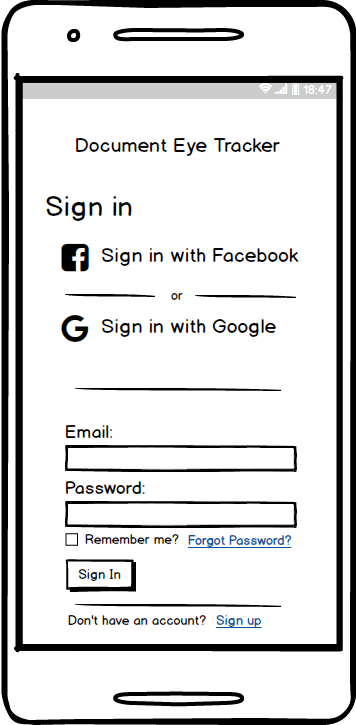 18:47
Document Eye Tracker
Sign in
Sign in with Facebook
or
Sign in with Google
Email:
Password:
Remember me? Forgot Password?
Sign In
Don't have an account? Sign up